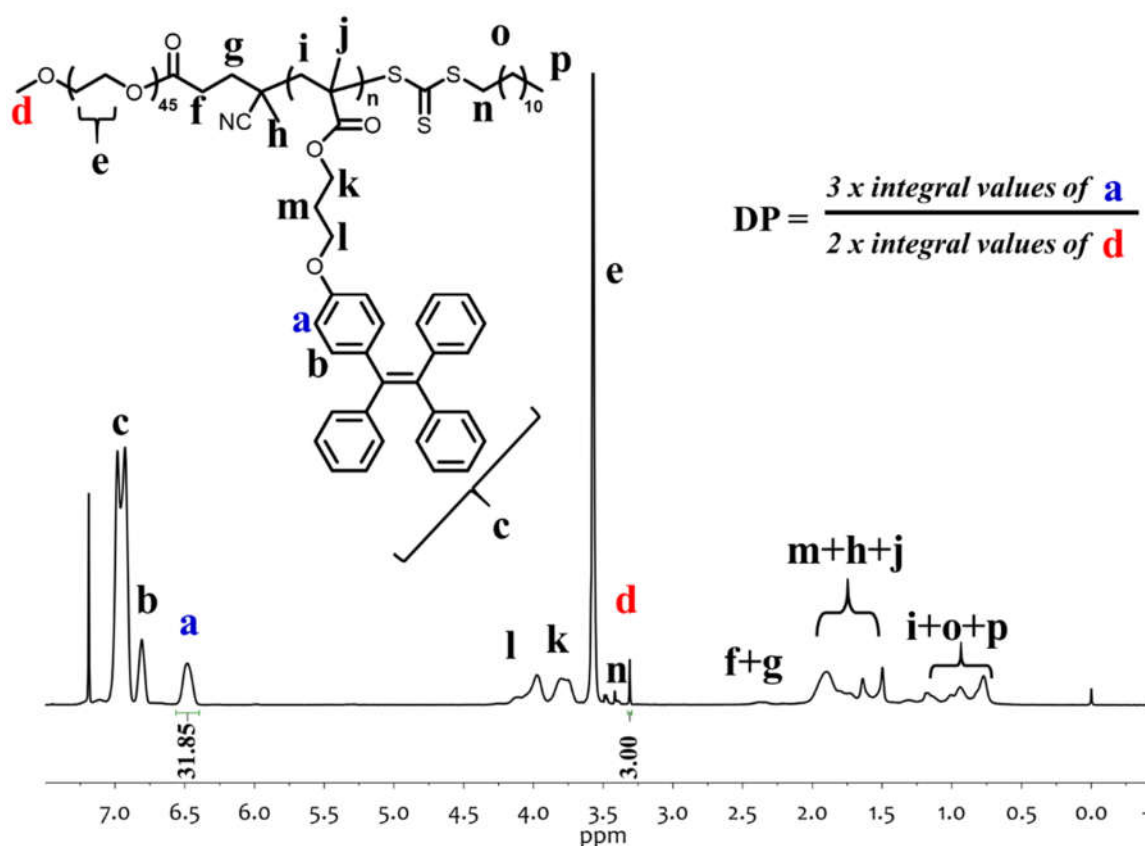 O
O
O
45
d
e
f
g
NC
h
i
j
n
O
O
S
S
S
n
o
10
p
k
m
l
O
a
b
c
DP = 3 x integral values of a
2 x integral values of d
c
b
a
l
k
e
n
d
f+g
m+h+j
i+o+p
31.85
3.00
7.0 6.5 6.0 5.5 5.0 4.5 4.0 3.5 3.0 2.5 2.0 1.5 1.0 0.5 0.0
ppm